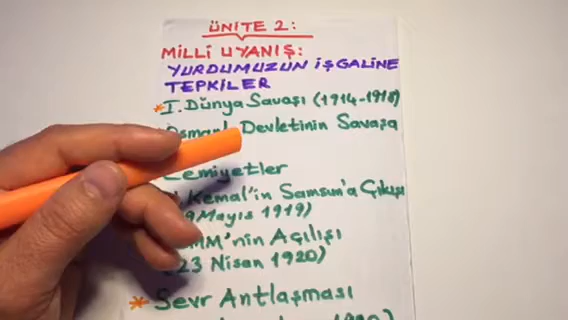 ÜNİTE 2:
MİLLİ UYANIŞ:
YURDUMUZUN İŞGALİNE
TEPKİLER
*I. Dünya Savaşı (1914-1918)
Devletinin Savaşa
Cemiyetler
Kemal'in Samsun'a Çıkışı
Mayıs 1919)
MM'nin Açılışı
23 Nisan 1920)
* Sevr Antlaşması